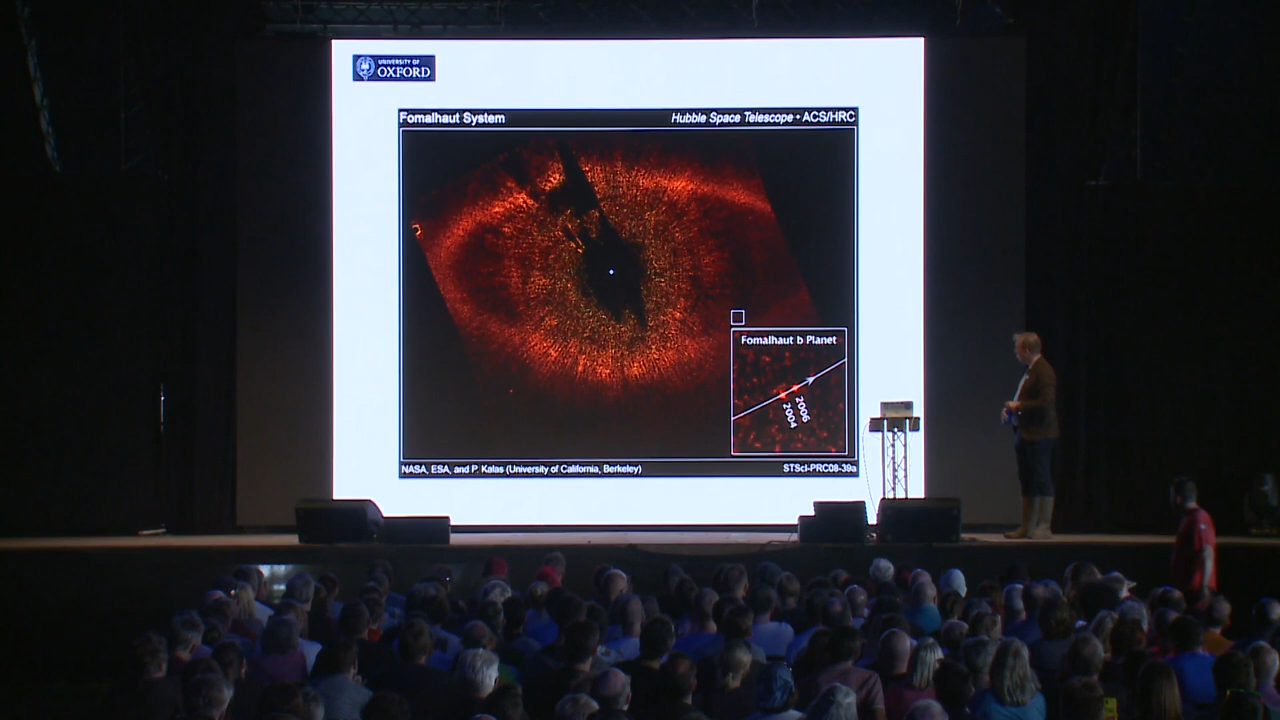 UNIVERSITY OF
OXFORD
Fomalhaut System
Hubble Space Telescope • ACS/HRC
Fomalhaut b Planet
2006
2004
NASA, ESA, and P. Kalas (University of California, Berkeley)
STScI-PRC08-39a